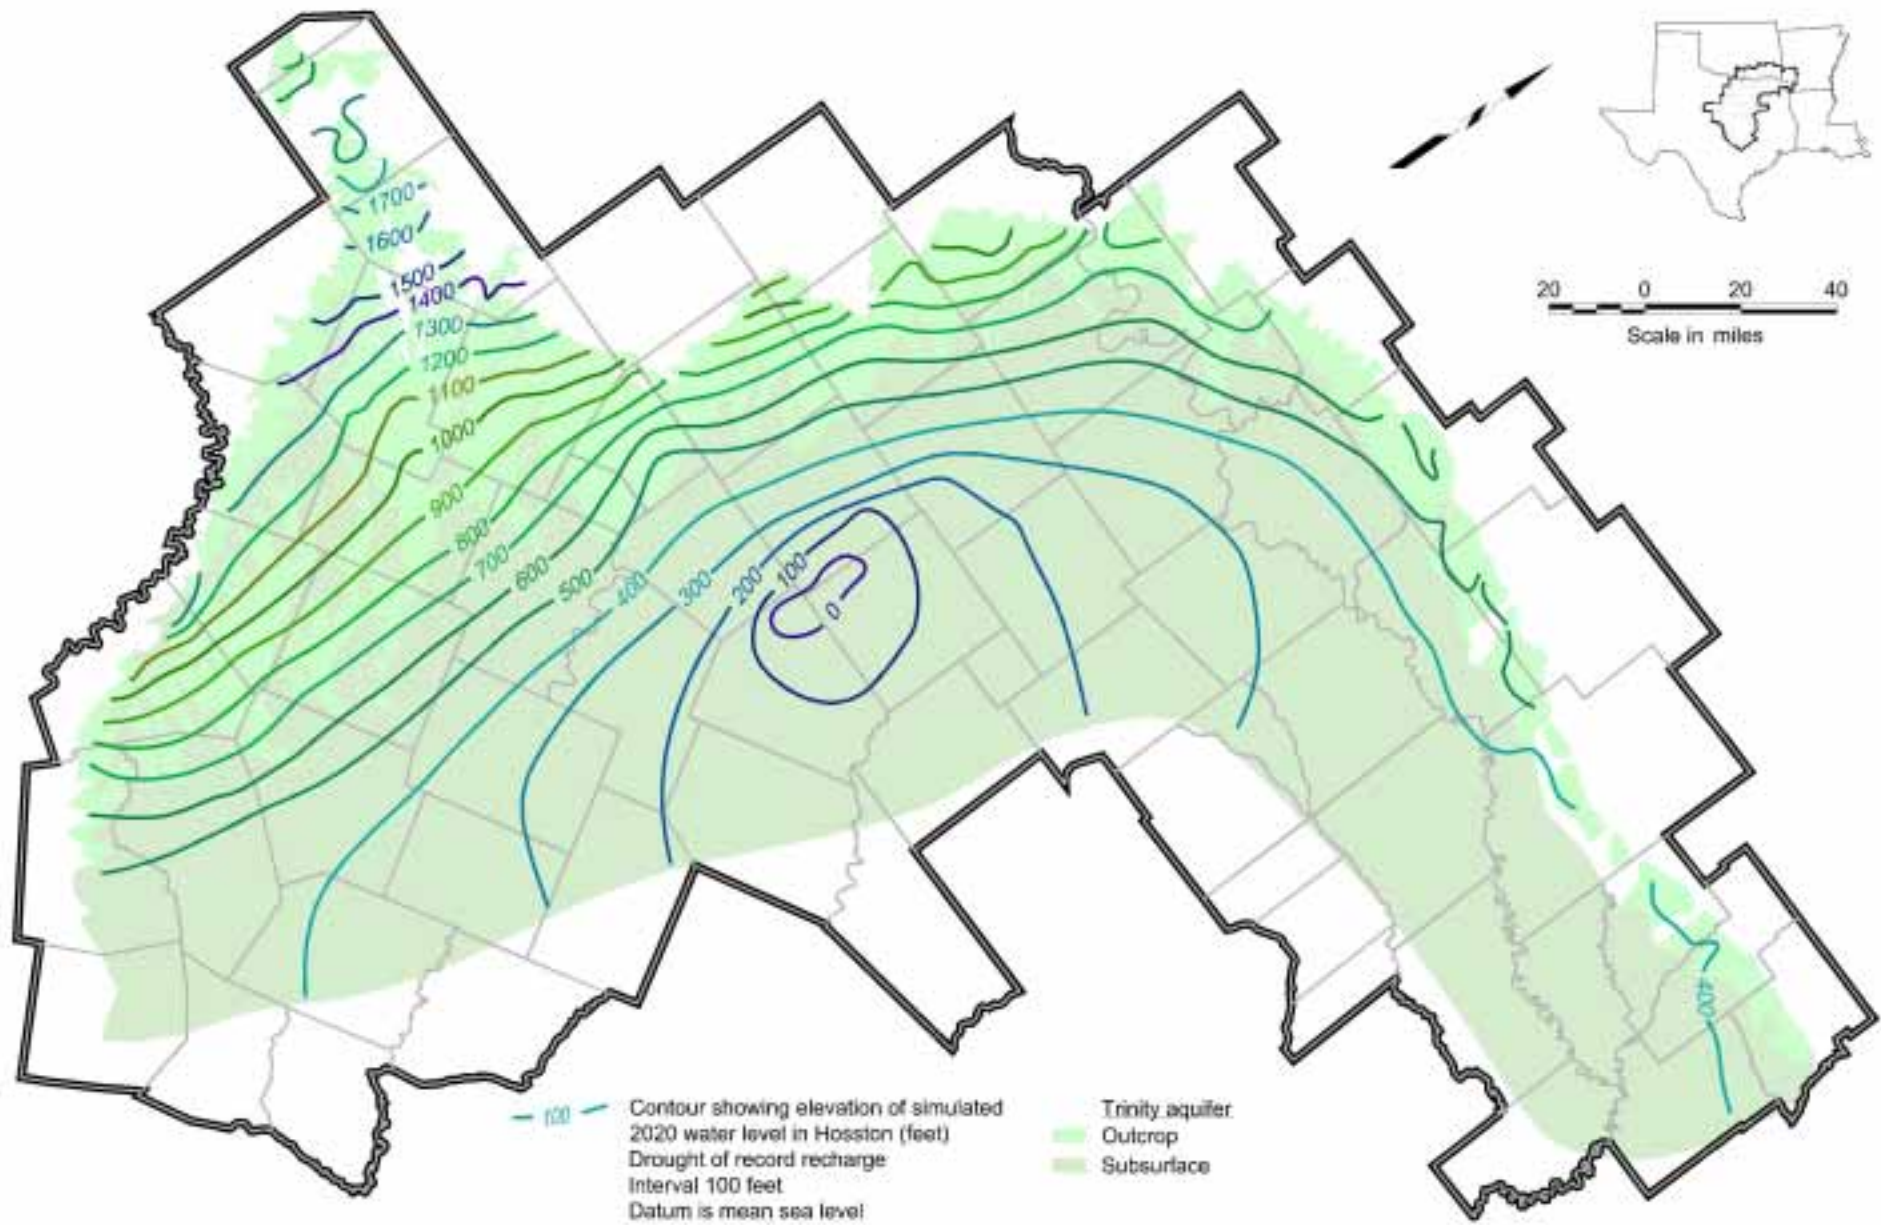 1700
1600
1500
1400
1300
1200
1100
1000
900
800
700
600
500
400
300
200
100
0
400
20 0 20 40
Scale in miles
100
Contour showing elevation of simulated
2020 water level in Hosston (feet)
Drought of record recharge
Interval 100 feet
Datum is mean sea level
Trinity aquifer
Outcrop
Subsurface